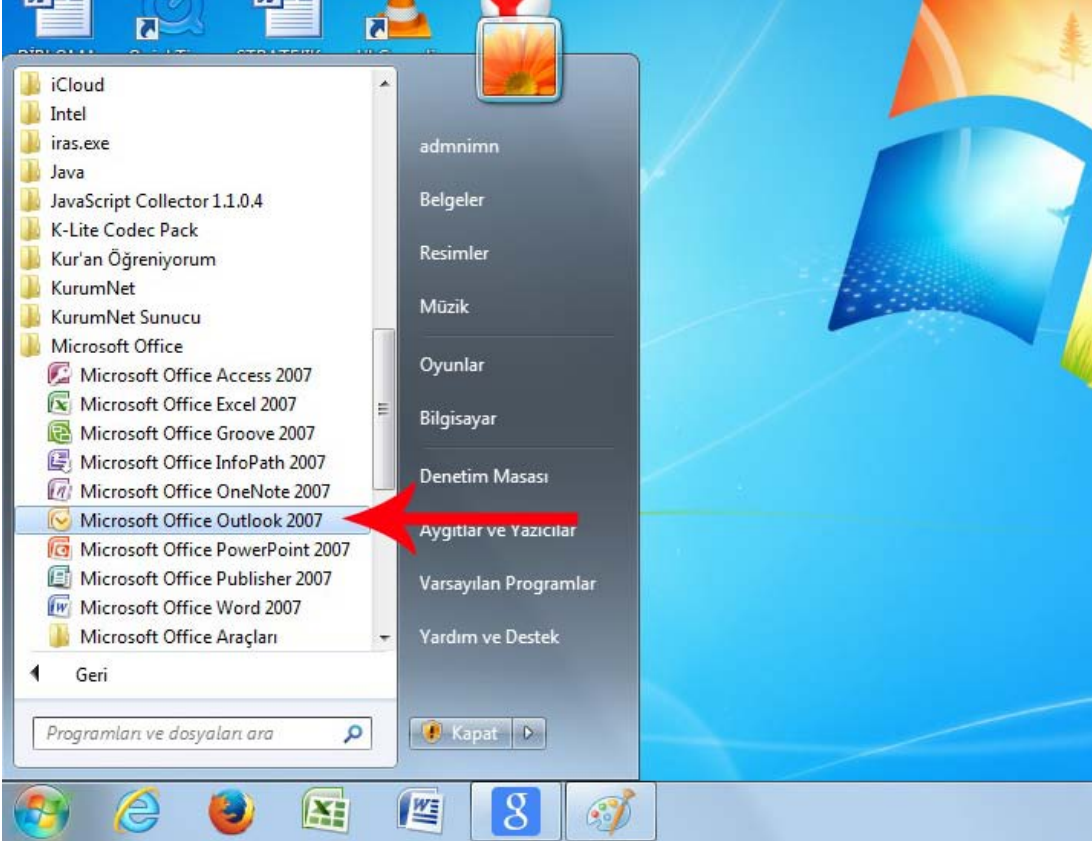 iCloud
Intel
iras.exe
Java
JavaScript Collector 1.1.0.4
K-Lite Codec Pack
Kur'an Öğreniyorum
KurumNet
KurumNet Sunucu
Microsoft Office
Microsoft Office Access 2007
Microsoft Office Excel 2007
Microsoft Office Groove 2007
Microsoft Office InfoPath 2007
Microsoft Office OneNote 2007
Microsoft Office Outlook 2007
Microsoft Office PowerPoint 2007
Microsoft Office Publisher 2007
Microsoft Office Word 2007
Microsoft Office Araçları
Geri
Programları ve dosyaları ara
admnimn
Belgeler
Resimler
Müzik
Oyunlar
Bilgisayar
Denetim Masası
Aygıtlar ve Yazıcılar
Varsayılan Programlar
Yardım ve Destek
Kapat